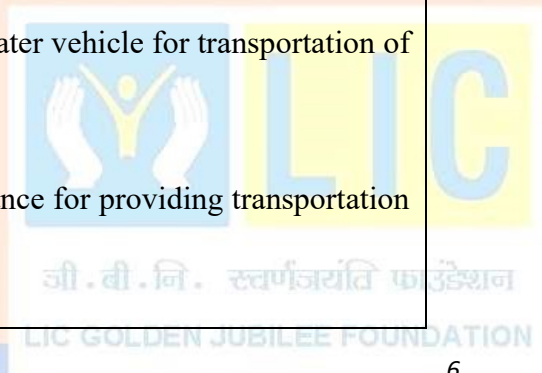 ater vehicle for transportation of
LIC
nce for providing transportation
जी.बी.नि. स्वर्णजयंति फाउंडेशन
LIC GOLDEN JUBILEE FOUNDATION
6